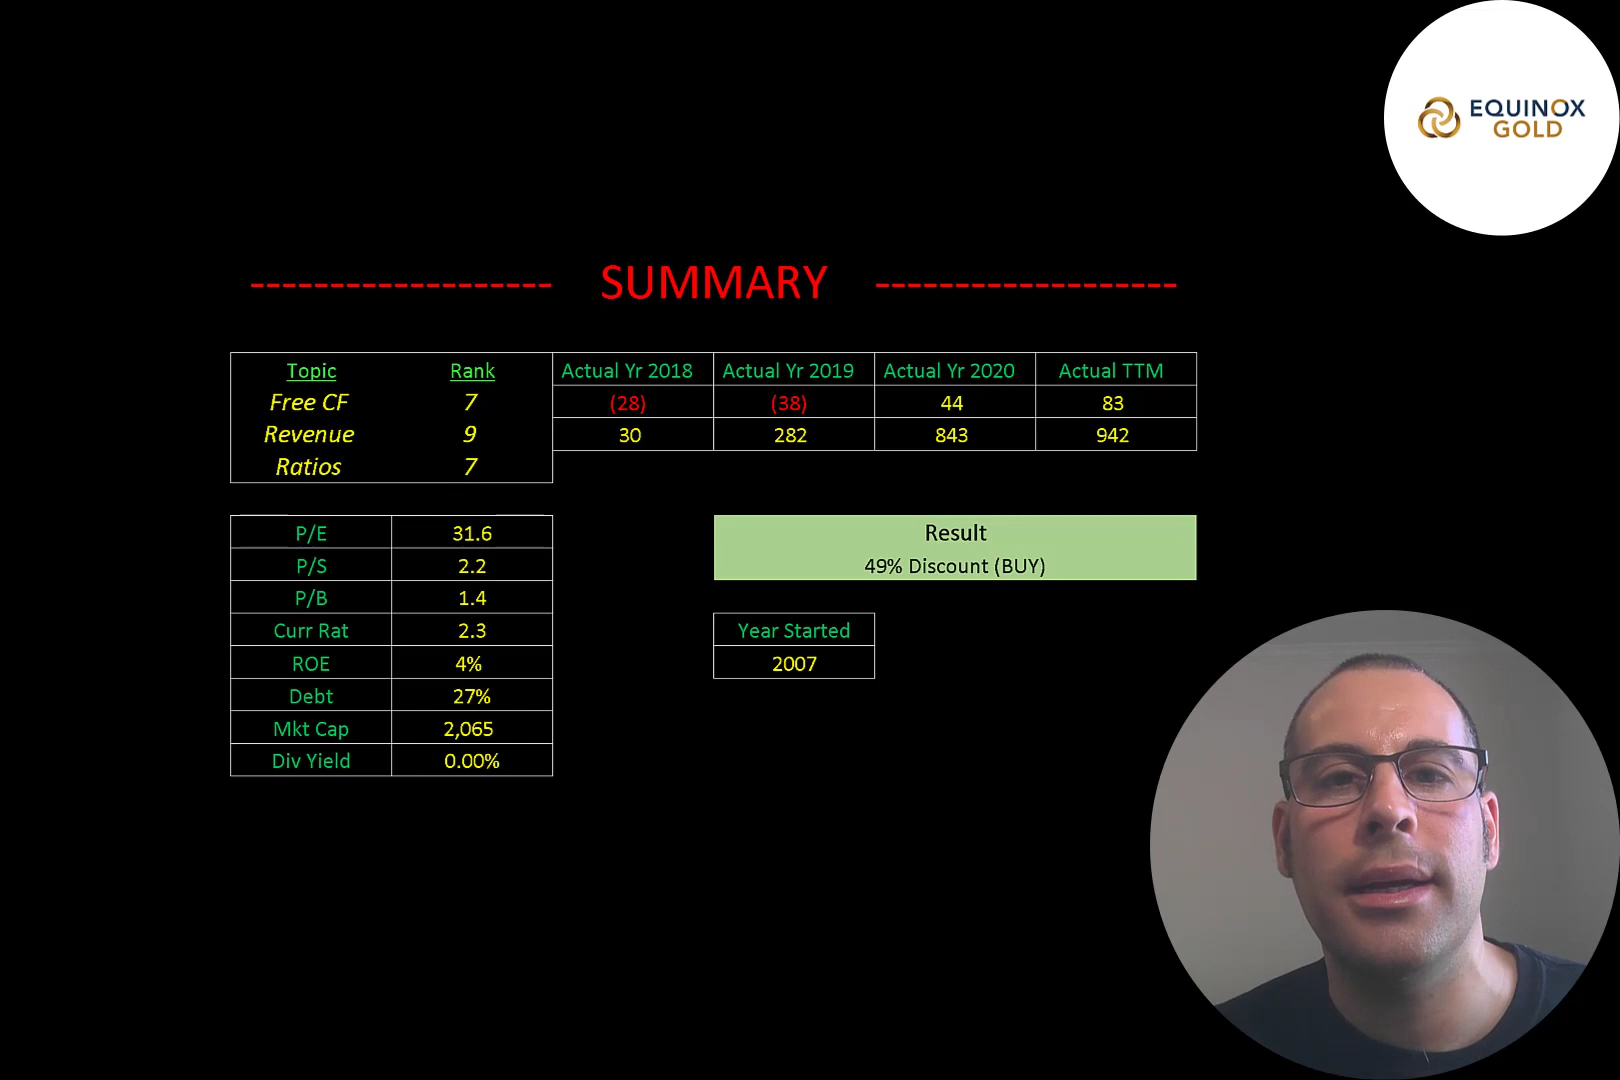 EQUINOX
GOLD
------------------- SUMMARY -------------------
Topic Rank Actual Yr 2018 Actual Yr 2019 Actual Yr 2020 Actual TTM
Free CF 7 (28) (38) 44 83
Revenue 9 30 282 843 942
Ratios 7
P/E 31.6
P/S 2.2
P/B 1.4
Curr Rat 2.3
ROE 4%
Debt 27%
Mkt Cap 2,065
Div Yield 0.00%
Result
49% Discount (BUY)
Year Started
2007